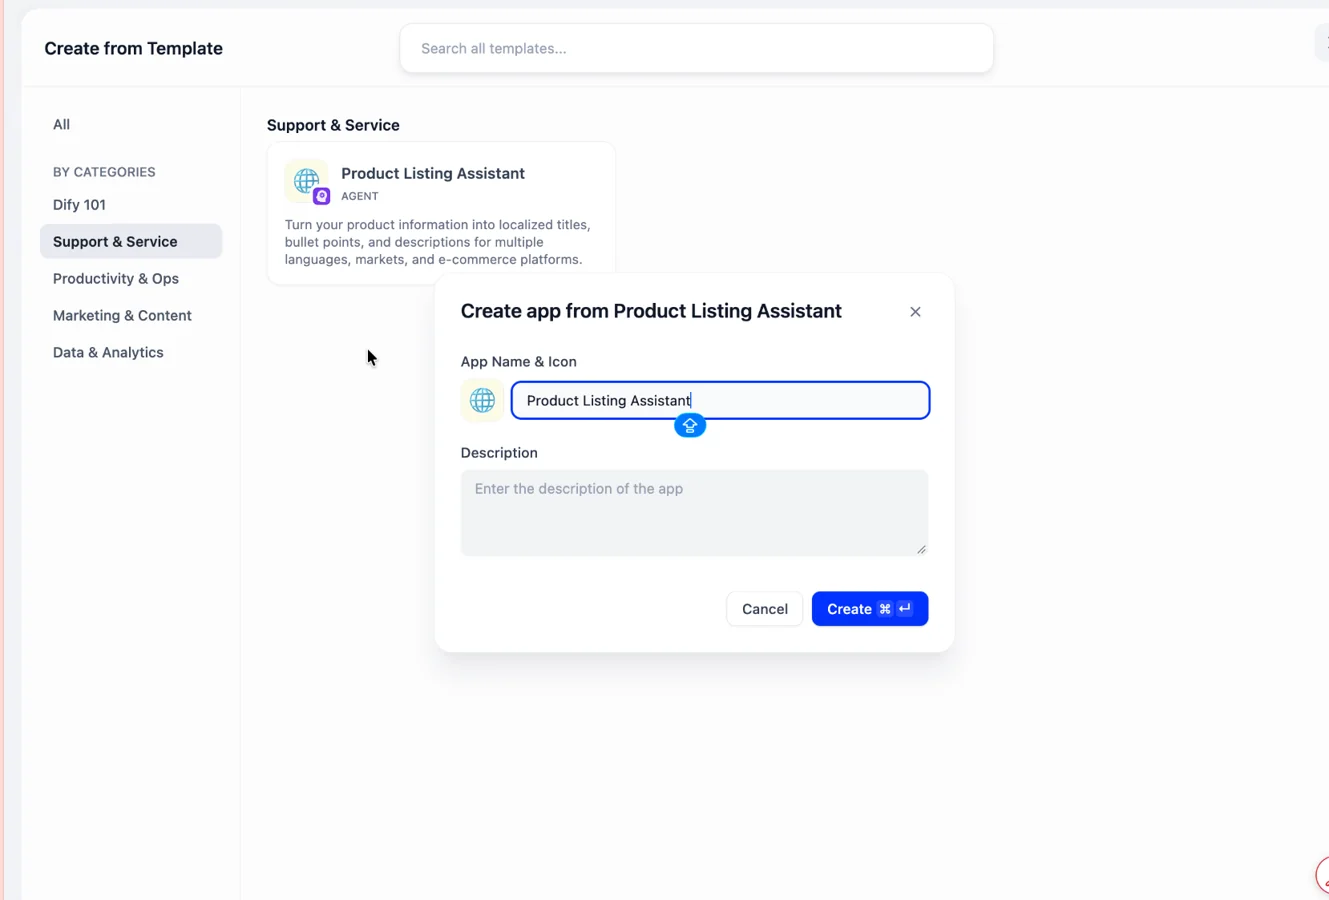 Create from Template
Search all templates...
All
BY CATEGORIES
Dify 101
Support & Service
Productivity & Ops
Marketing & Content
Data & Analytics
Support & Service
Product Listing Assistant
AGENT
Turn your product information into localized titles,
bullet points, and descriptions for multiple
languages, markets, and e-commerce platforms.
Create app from Product Listing Assistant
App Name & Icon
Product Listing Assistant
Description
Enter the description of the app
Cancel
Create ⌘ ↵